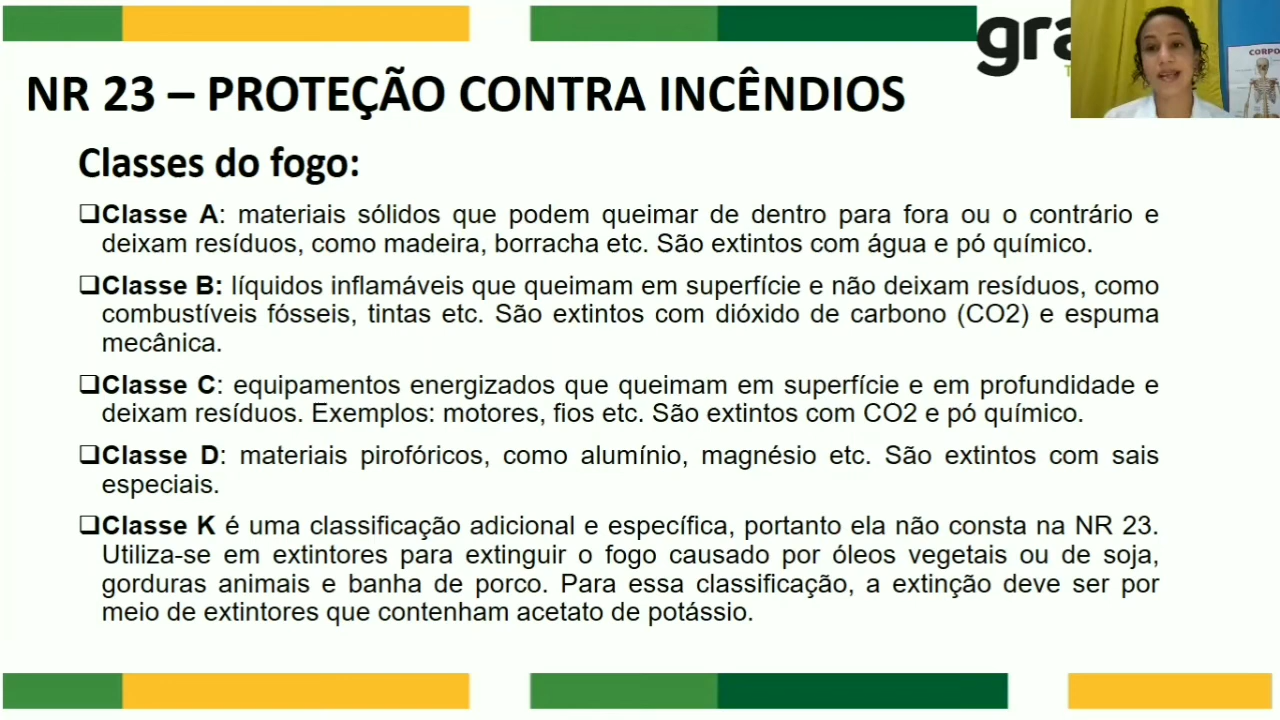 gra
CORPO
NR 23 – PROTEÇÃO CONTRA INCÊNDIOS
Classes do fogo:
❑Classe A: materiais sólidos que podem queimar de dentro para fora ou o contrário e
deixam resíduos, como madeira, borracha etc. São extintos com água e pó químico.
❑Classe B: líquidos inflamáveis que queimam em superfície e não deixam resíduos, como
combustíveis fósseis, tintas etc. São extintos com dióxido de carbono (CO2) e espuma
mecânica.
❑Classe C: equipamentos energizados que queimam em superfície e em profundidade e
deixam resíduos. Exemplos: motores, fios etc. São extintos com CO2 e pó químico.
❑Classe D: materiais pirofóricos, como alumínio, magnésio etc. São extintos com sais
especiais.
❑Classe K é uma classificação adicional e específica, portanto ela não consta na NR 23.
Utiliza-se em extintores para extinguir o fogo causado por óleos vegetais ou de soja,
gorduras animais e banha de porco. Para essa classificação, a extinção deve ser por
meio de extintores que contenham acetato de potássio.